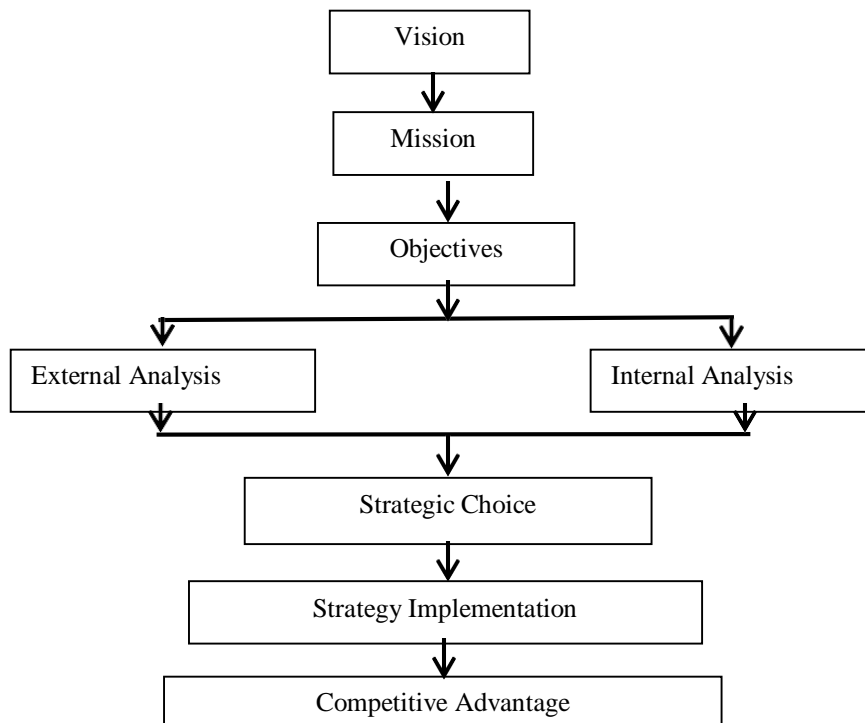 Vision
Mission
Objectives
External Analysis
Internal Analysis
Strategic Choice
Strategy Implementation
Competitive Advantage